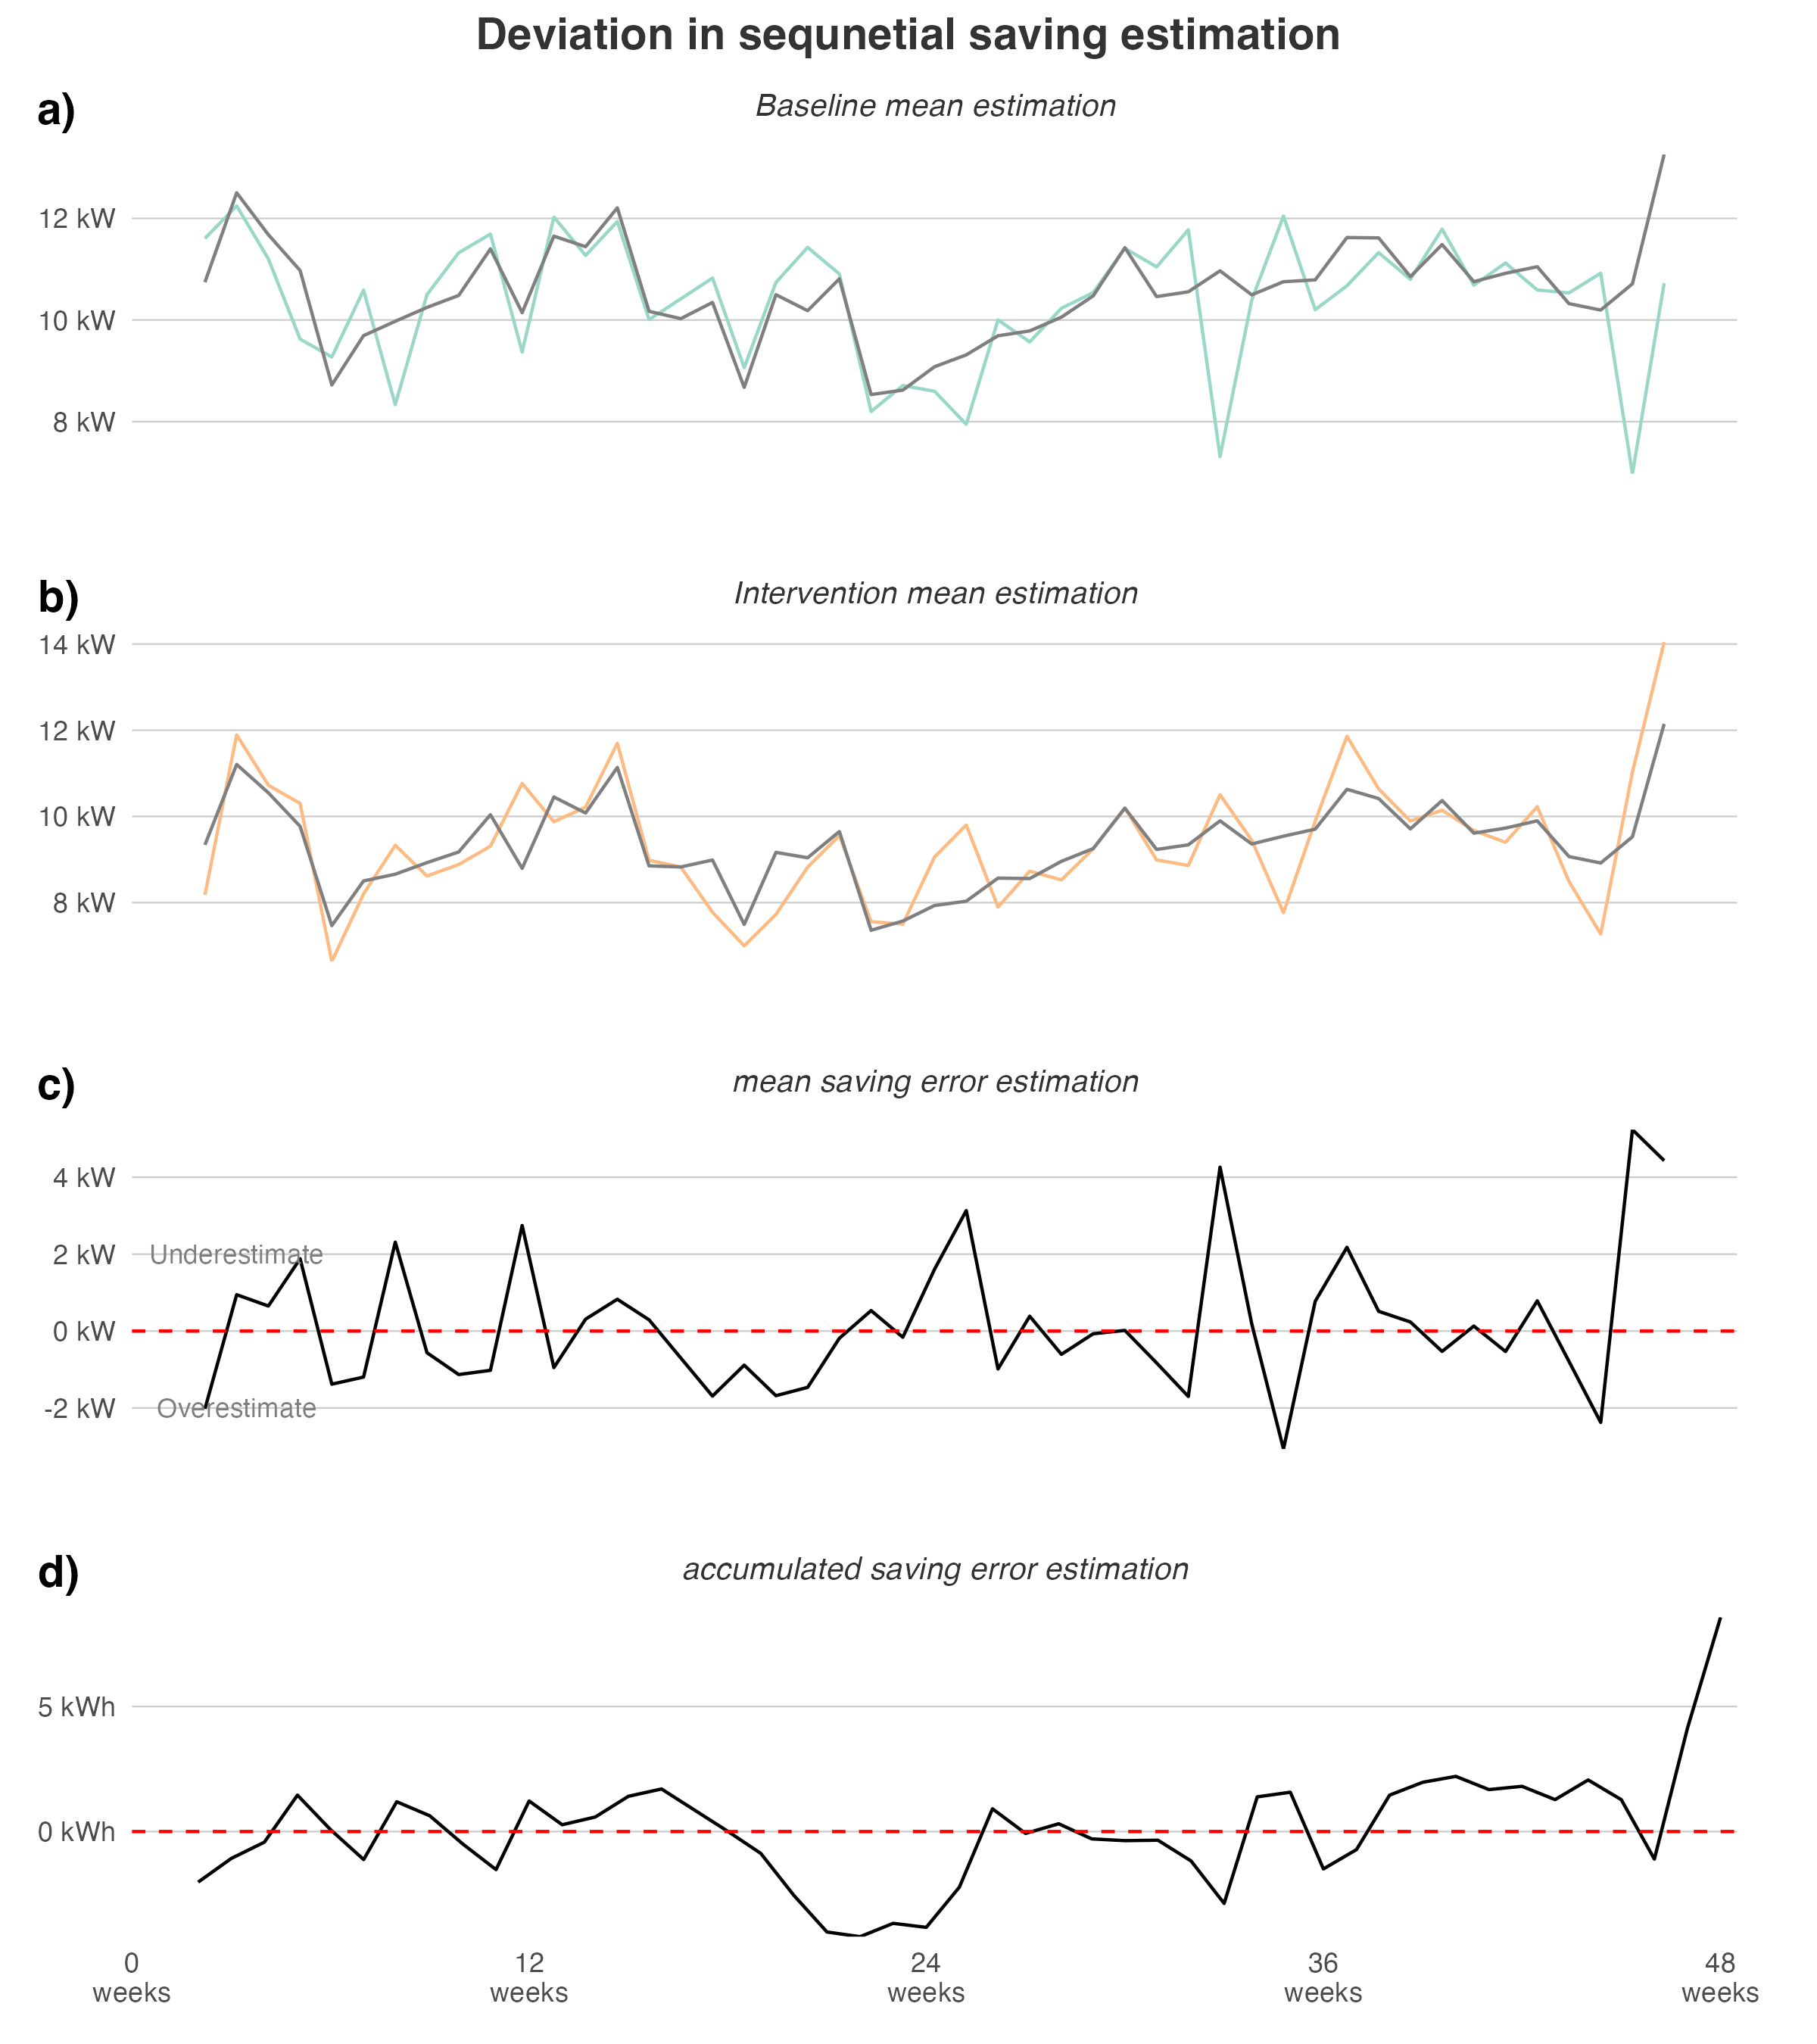 Deviation in sequnetial saving estimation
a)
Baseline mean estimation
12 kW
10 kW
8 kW
b)
Intervention mean estimation
14 kW
12 kW
10 kW
8 kW
c)
mean saving error estimation
4 kW
2 kW
Underestimate
0 kW
-2 kW
Overestimate
d)
accumulated saving error estimation
5 kWh
0 kWh
0 12 24 36 48
weeks weeks weeks weeks weeks